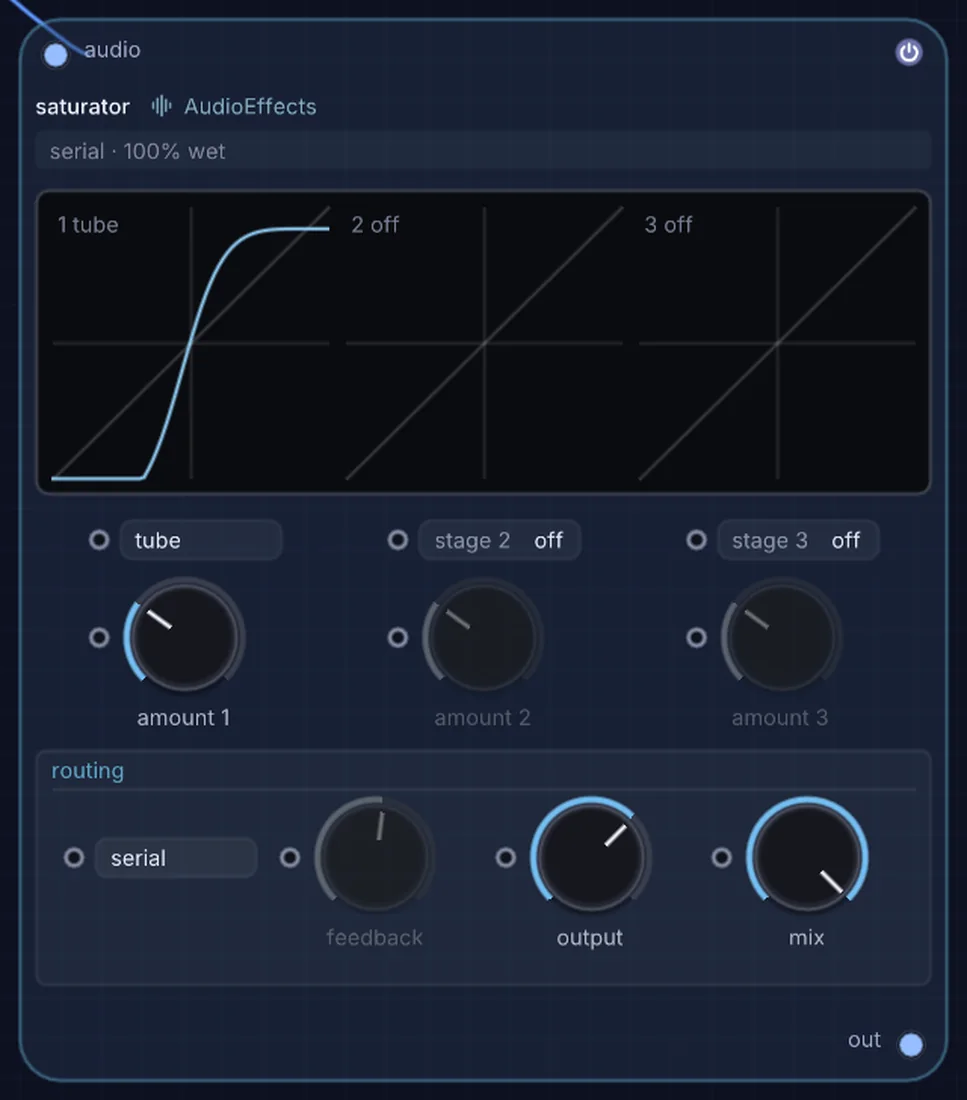 audio
saturator AudioEffects
serial · 100% wet
1 tube 2 off 3 off
tube stage 2 off stage 3 off
amount 1 amount 2 amount 3
routing
serial
feedback output mix
out